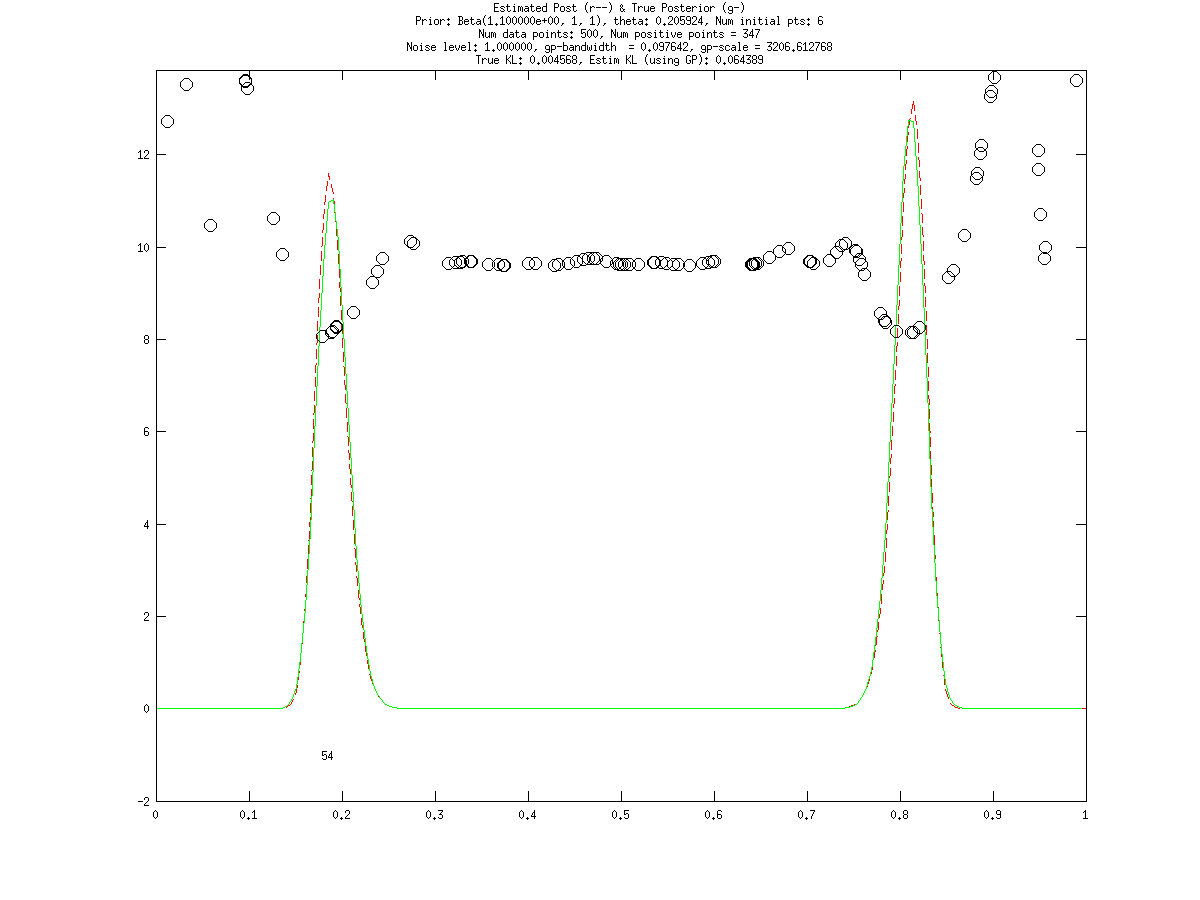 Estimated Post (r--) & True Posterior (g-)
Prior: Beta(1.100000e+00, 1, 1), theta: 0.205924, Num initial pts: 6
Num data points: 500, Num positive points = 347
Noise level: 1.000000, gp-bandwidth  = 0.097642, gp-scale = 3206.612768
True KL: 0.004568, Estim KL (using GP): 0.064389
12
10
8
6
4
2
0
54
-2
0 0.1 0.2 0.3 0.4 0.5 0.6 0.7 0.8 0.9 1